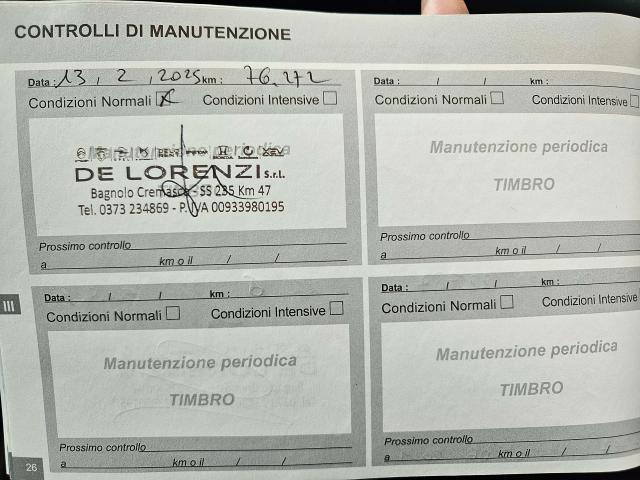 CONTROLLI DI MANUTENZIONE
Data : 13 , 2 , 2025 km : 76.272
Condizioni Normali Condizioni Intensive
Manutenzione periodica
DE LORENZI s.r.l.
Bagnolo Cremasco - SS 235 Km 47
Tel. 0373 234869 - P. IVA 00933980195
Prossimo controllo
a km o il / /
Data : / / km :
Condizioni Normali Condizioni Intensive
Manutenzione periodica
TIMBRO
Prossimo controllo
a km o il / /
III
Data : / / km :
Condizioni Normali Condizioni Intensive
Manutenzione periodica
TIMBRO
Prossimo controllo
a km o il / /
Data : / / km :
Condizioni Normali Condizioni Intensive
Manutenzione periodica
TIMBRO
Prossimo controllo
a km o il / /
26